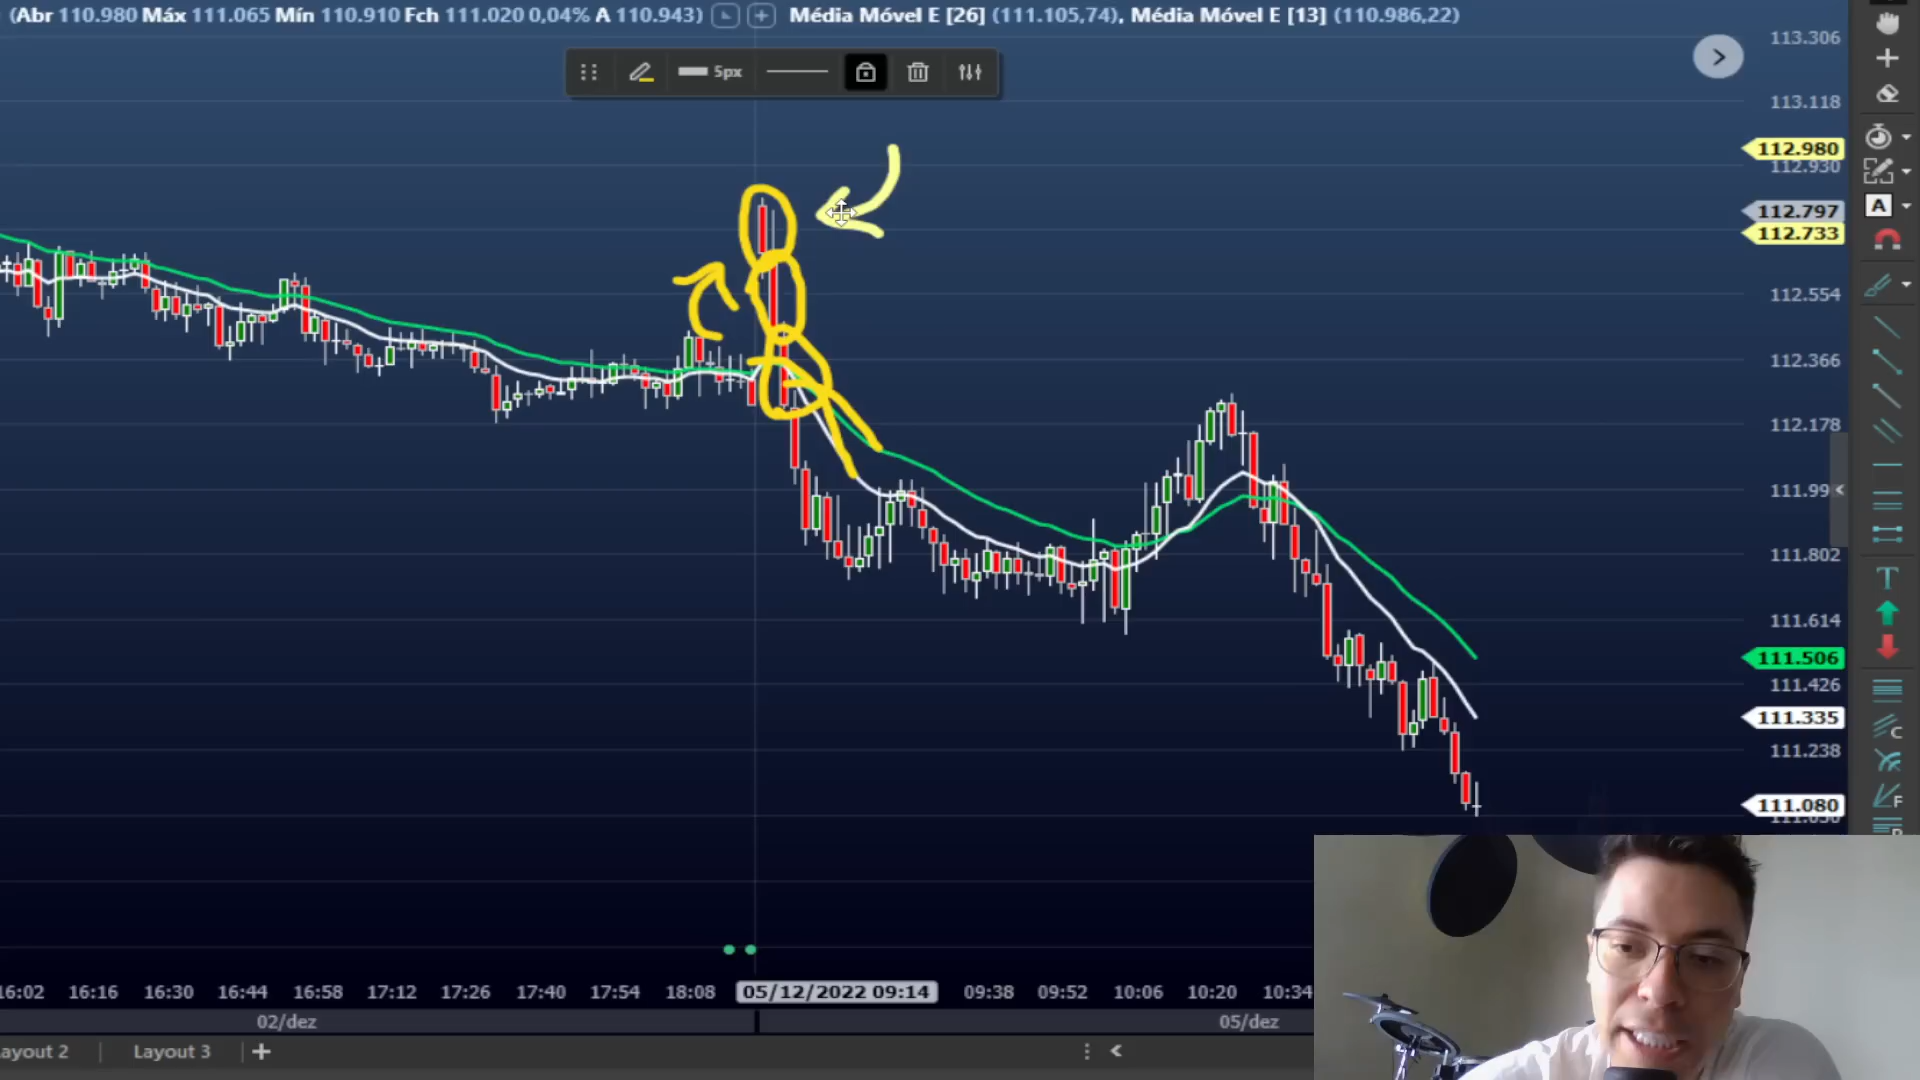 (Abr 110.980 Máx 111.065 Mín 110.910 Fch 111.020 0,04% A 110.943) Média Móvel E [26] (111.105,74), Média Móvel E [13] (110.986,22)
5px
113.306
113.118
112.980
112.930
112.797
112.733
112.554
112.366
112.178
111.99
111.802
111.614
111.506
111.426
111.335
111.238
111.080
A
T
C
F
16:02 16:16 16:30 16:44 16:58 17:12 17:26 17:40 17:54 18:08 05/12/2022 09:14 09:38 09:52 10:06 10:20 10:34
02/dez 05/dez
ayout 2 Layout 3